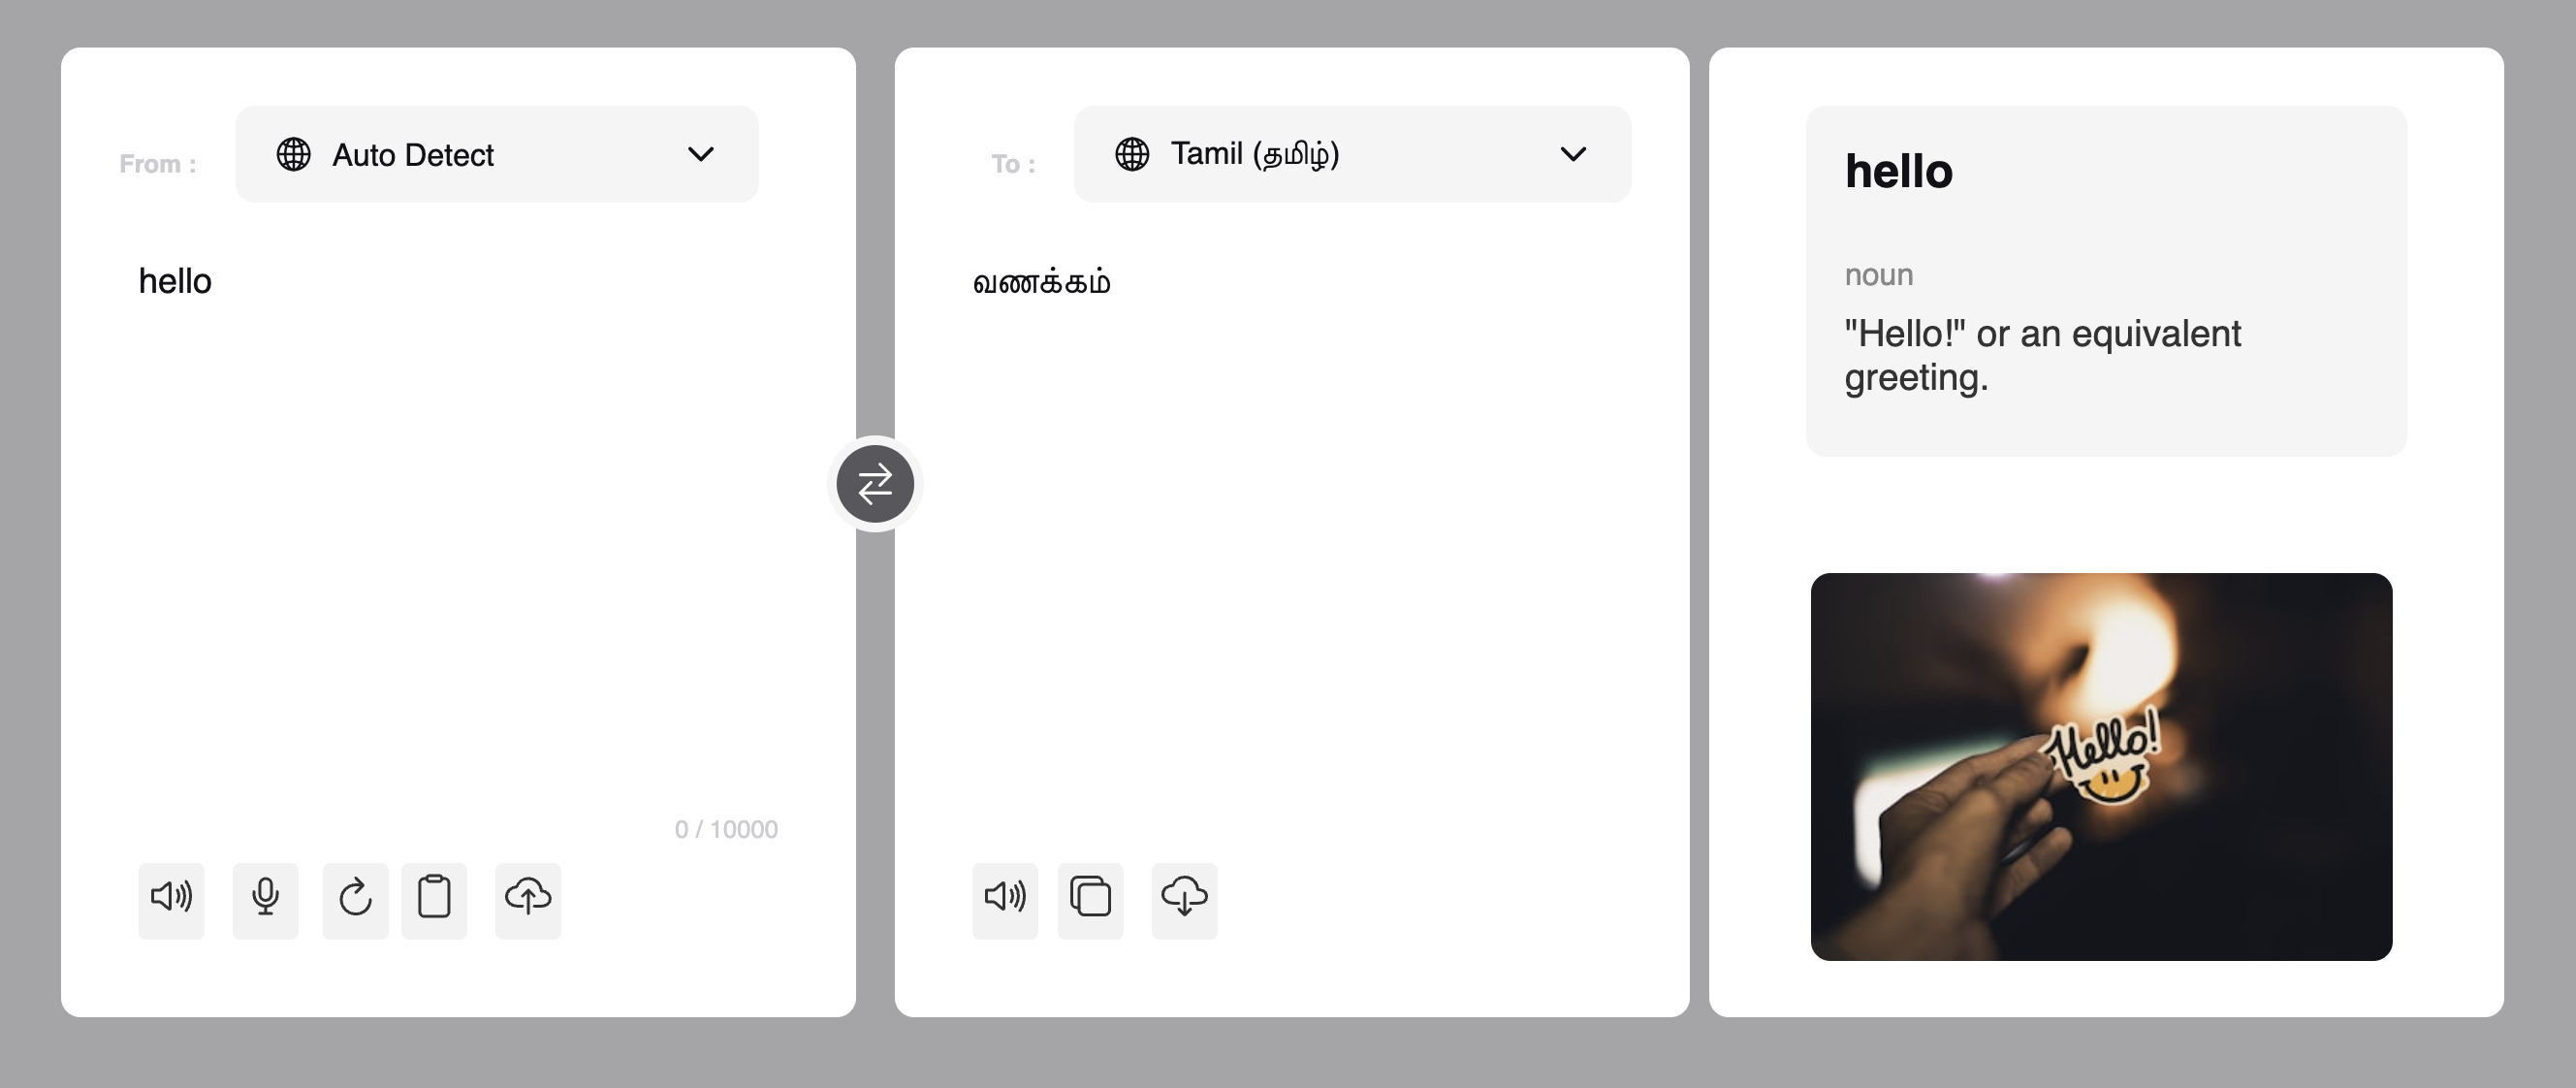 From :
Auto Detect
hello
0 / 10000
To :
Tamil (தமிழ்)
வணக்கம்
hello
noun
"Hello!" or an equivalent
greeting.
Hello!